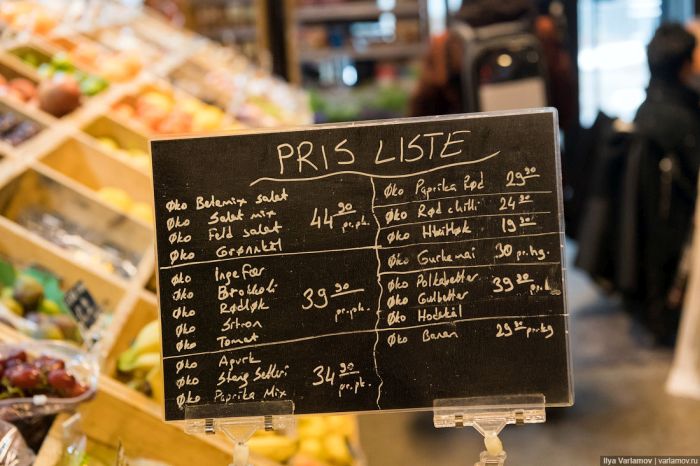 PRIS LISTE
Øko Belamix salat
Øko Salat mix
Øko Feld salat
Øko Grønnkål
44 90 pr.pk.
Øko Ingefær
Øko Brokkoli
Øko Rødløk
Øko Sitron
Øko Tomat
39 90 pr.pk.
Øko Agurk
Øko Stang Selleri
Øko Paprika Mix
34 90 pr.pk.
Øko Paprika Rød 29 90
Øko Rød chilli 24 90
Øko Hvitløk 19 90
Øko Gurkemai 30 pr.kg.
Øko Polkabetter
Øko Gulbetter
Øko Hodekål
39 90 pr.kg.
Øko Banan 29 90 pr.kg
Ilya Varlamov | varlamov.ru